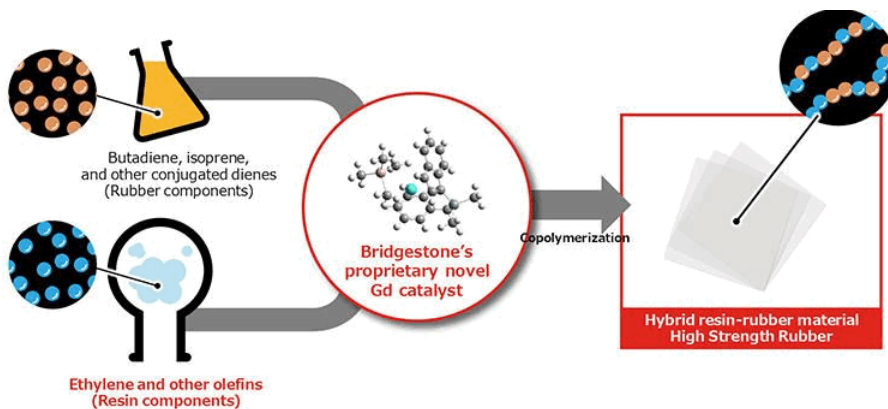 Butadiene, isoprene,
and other conjugated dienes
(Rubber components)
Ethylene and other olefins
(Resin components)
Bridgestone's
proprietary novel
Gd catalyst
Copolymerization
Hybrid resin-rubber material
High Strength Rubber